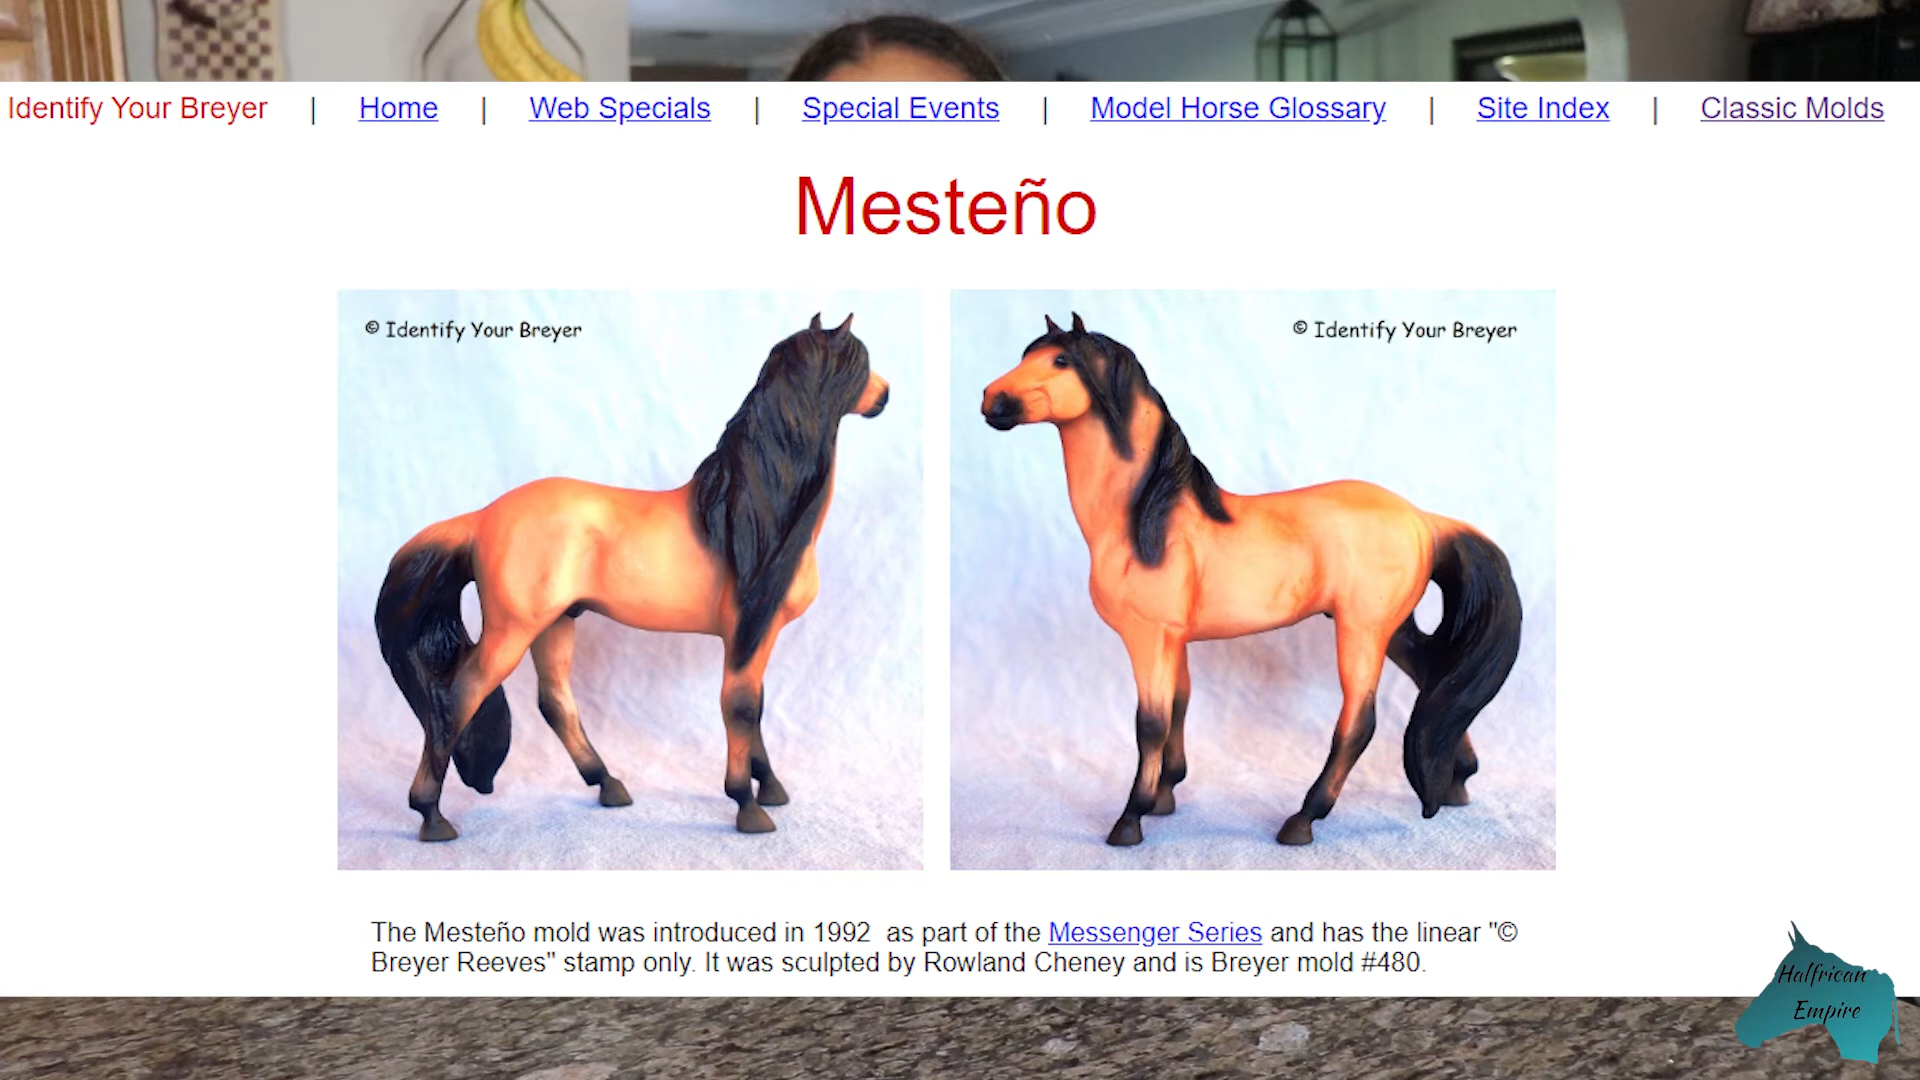 Identify Your Breyer | Home | Web Specials | Special Events | Model Horse Glossary | Site Index | Classic Molds
Mesteño
© Identify Your Breyer
© Identify Your Breyer
The Mesteño mold was introduced in 1992 as part of the Messenger Series and has the linear "©
Breyer Reeves" stamp only. It was sculpted by Rowland Cheney and is Breyer mold #480.
Halfrican
Empire